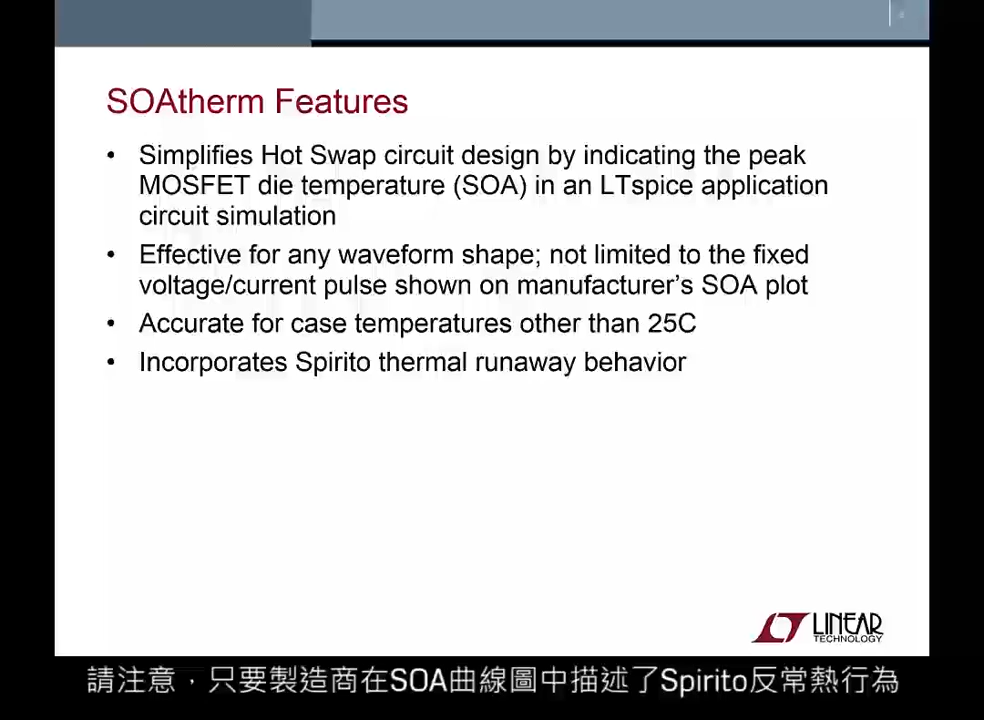 SOAtherm Features
• Simplifies Hot Swap circuit design by indicating the peak
MOSFET die temperature (SOA) in an LTspice application
circuit simulation
• Effective for any waveform shape; not limited to the fixed
voltage/current pulse shown on manufacturer's SOA plot
• Accurate for case temperatures other than 25C
• Incorporates Spirito thermal runaway behavior
LINEAR
TECHNOLOGY
請注意，只要製造商在SOA曲線圖中描述了Spirito反常熱行為